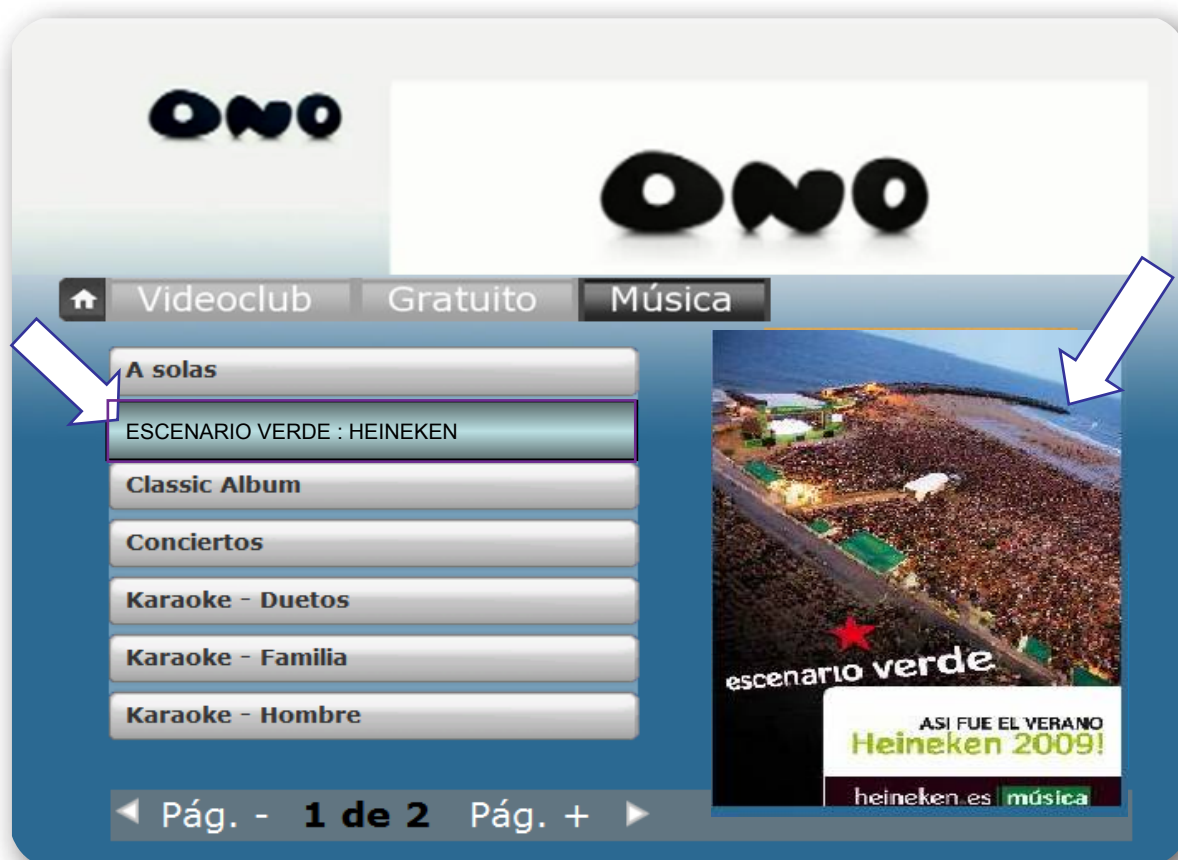 ONO
ONO
Videoclub
Gratuito
Música
A solas
ESCENARIO VERDE : HEINEKEN
Classic Album
Conciertos
Karaoke - Duetos
Karaoke - Familia
Karaoke - Hombre
escenario verde
ASI FUE EL VERANO
Heineken 2009!
heineken.es música
Pág. - 1 de 2 Pág. +